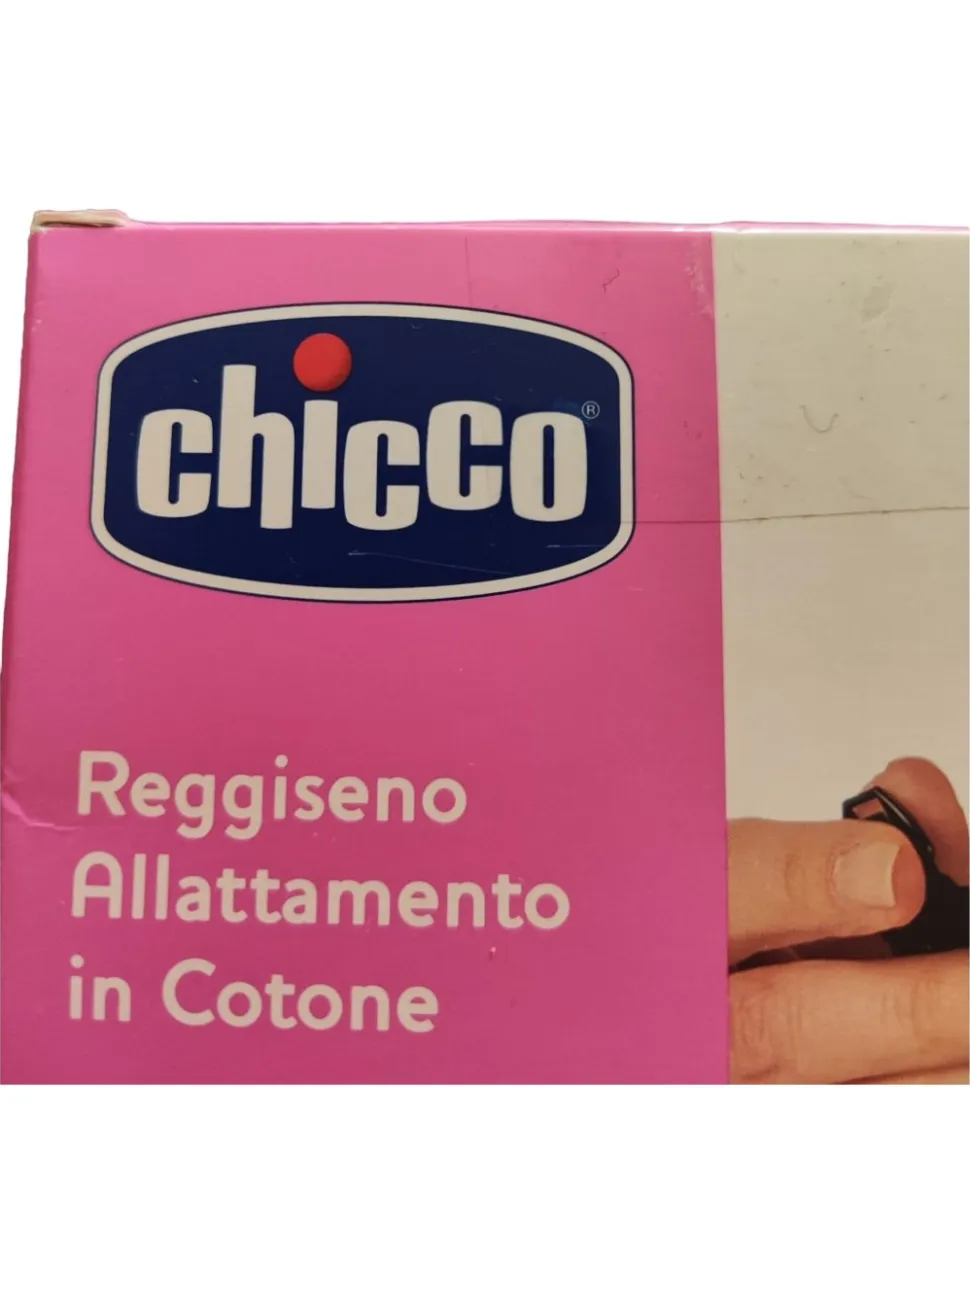 chicco®
Reggiseno
Allattamento
in Cotone